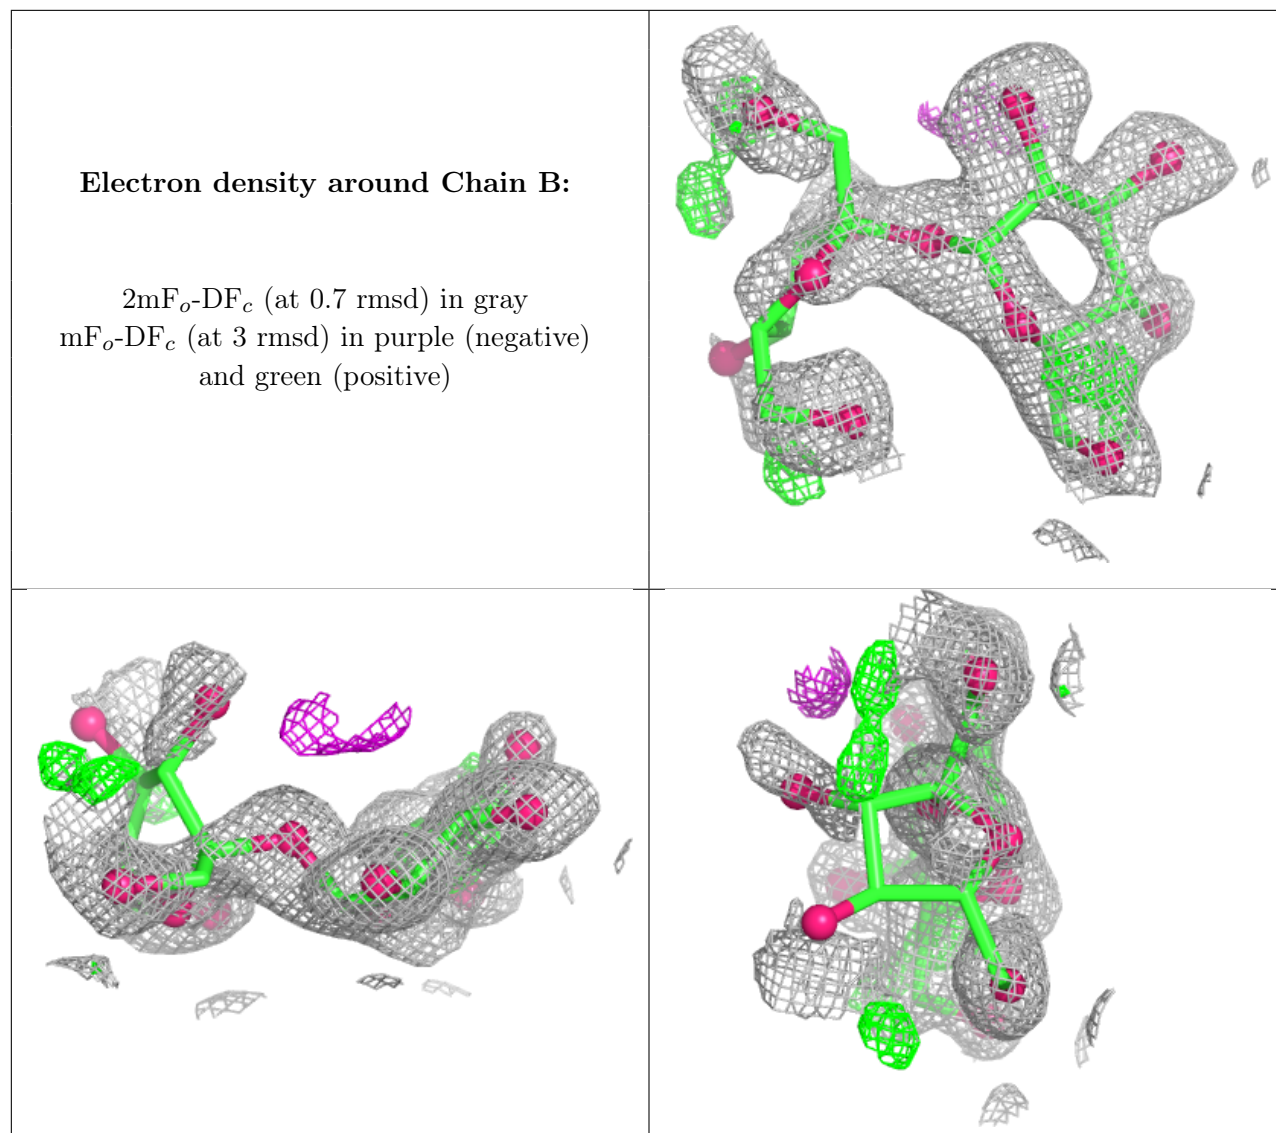 Electron density around Chain B:
2mF$_o$-DF$_c$ (at 0.7 rmsd) in gray
mF$_o$-DF$_c$ (at 3 rmsd) in purple (negative)
and green (positive)